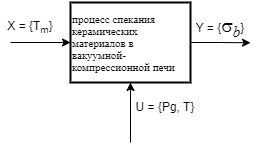 X = {Tm}
процесс спекания
керамических
материалов в
вакуумной-
компрессионной печи
Y = {σb}
U = {Pg, T}